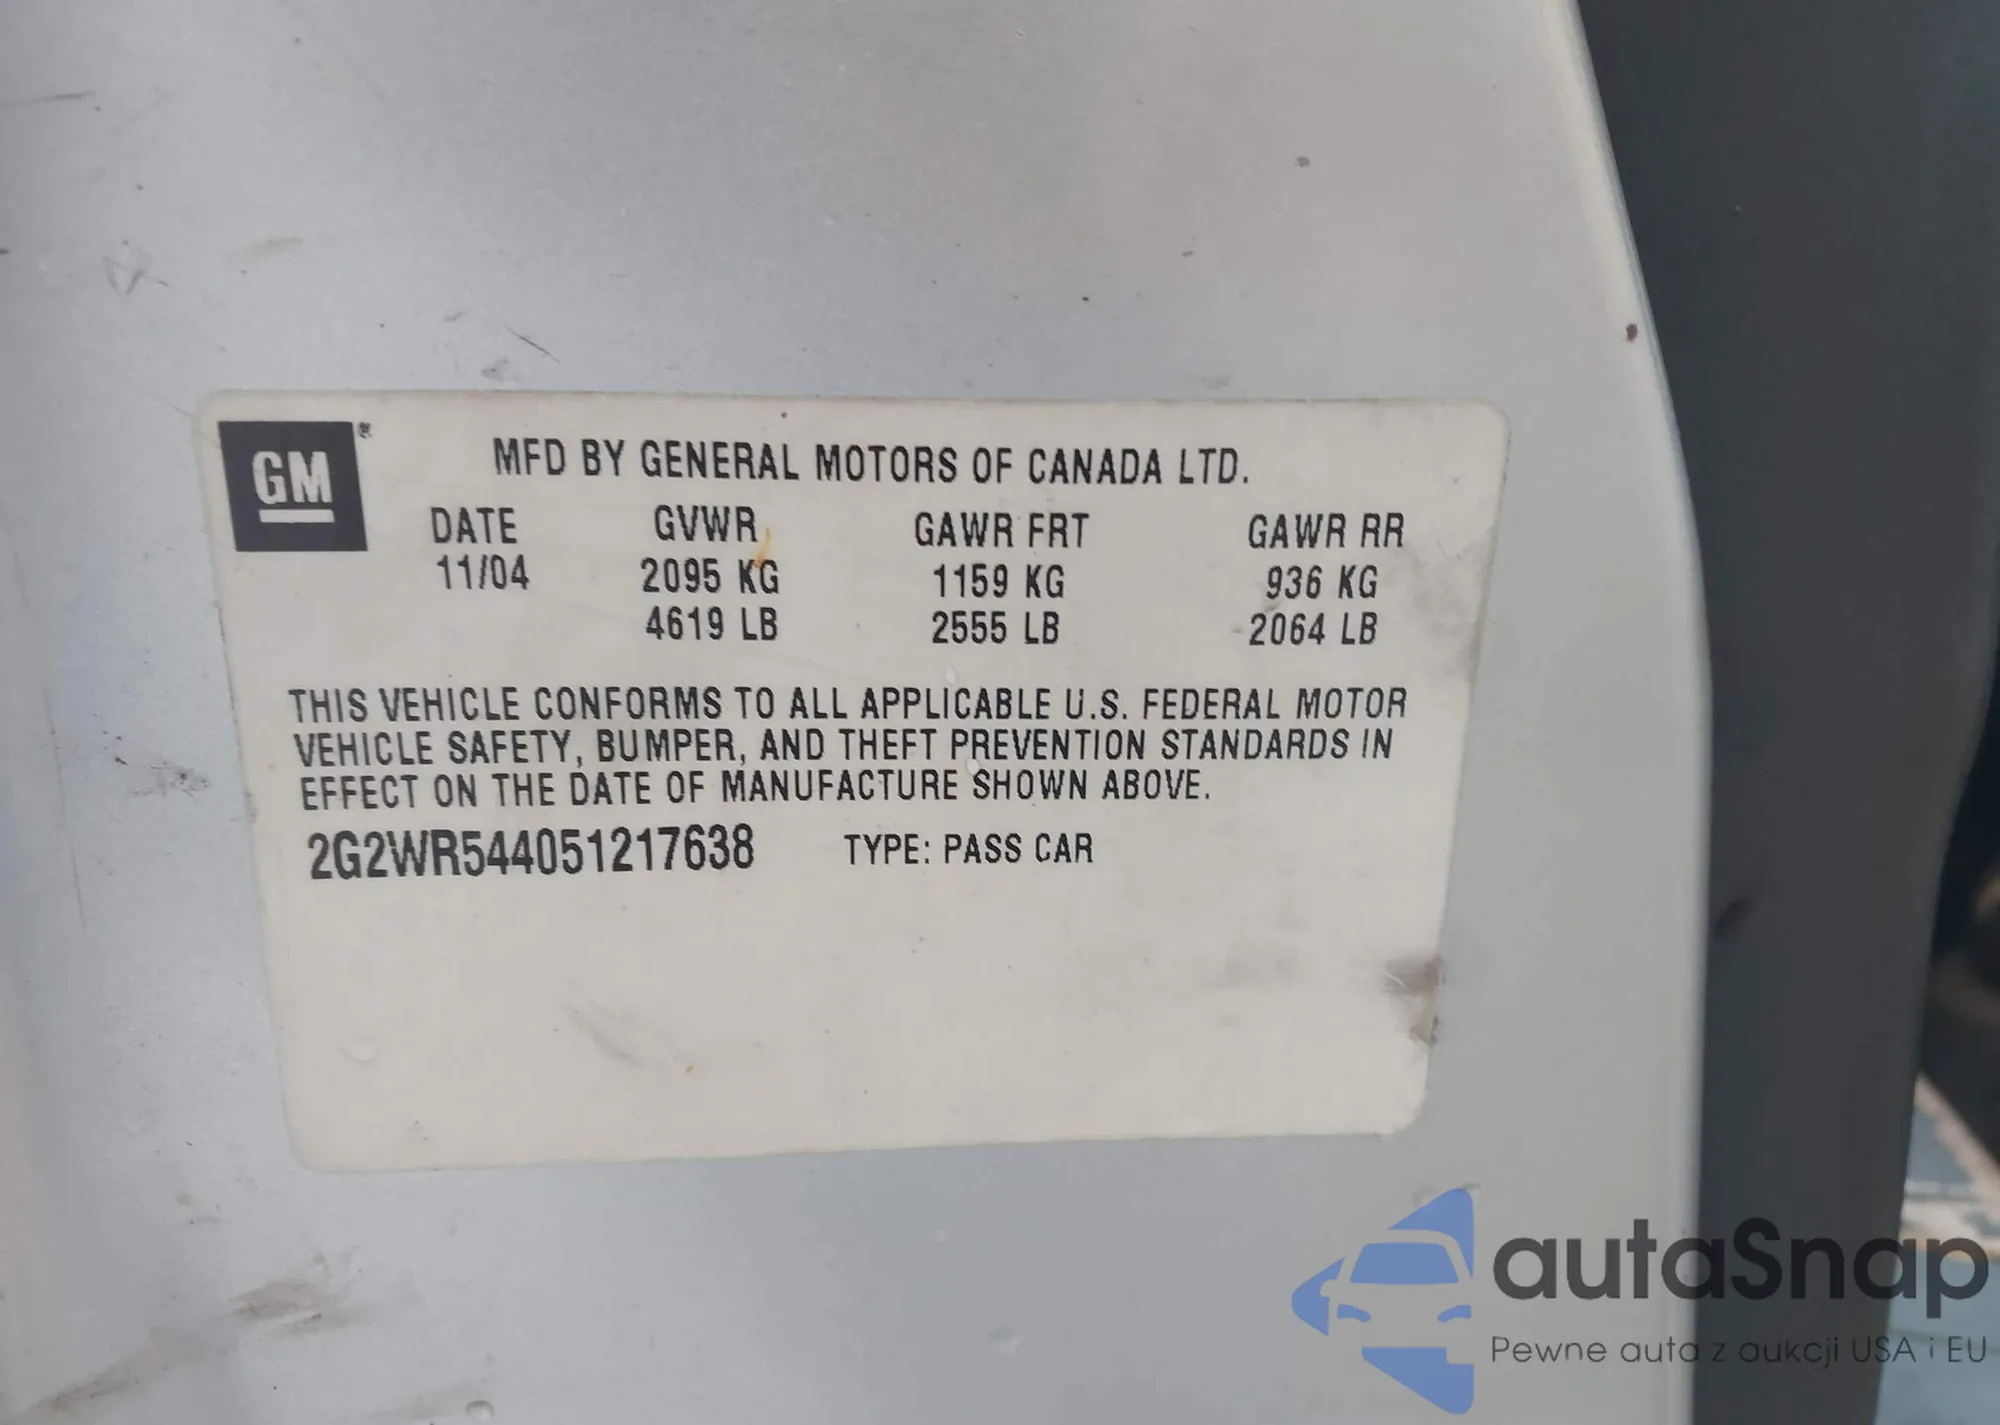 GM®
MFD BY GENERAL MOTORS OF CANADA LTD.
DATE GVWR GAWR FRT GAWR RR
11/04 2095 KG 1159 KG 936 KG
4619 LB 2555 LB 2064 LB
THIS VEHICLE CONFORMS TO ALL APPLICABLE U.S. FEDERAL MOTOR
VEHICLE SAFETY, BUMPER, AND THEFT PREVENTION STANDARDS IN
EFFECT ON THE DATE OF MANUFACTURE SHOWN ABOVE.
2G2WR544051217638 TYPE: PASS CAR
autaSnap
Pewne auta z aukcji USA i EU